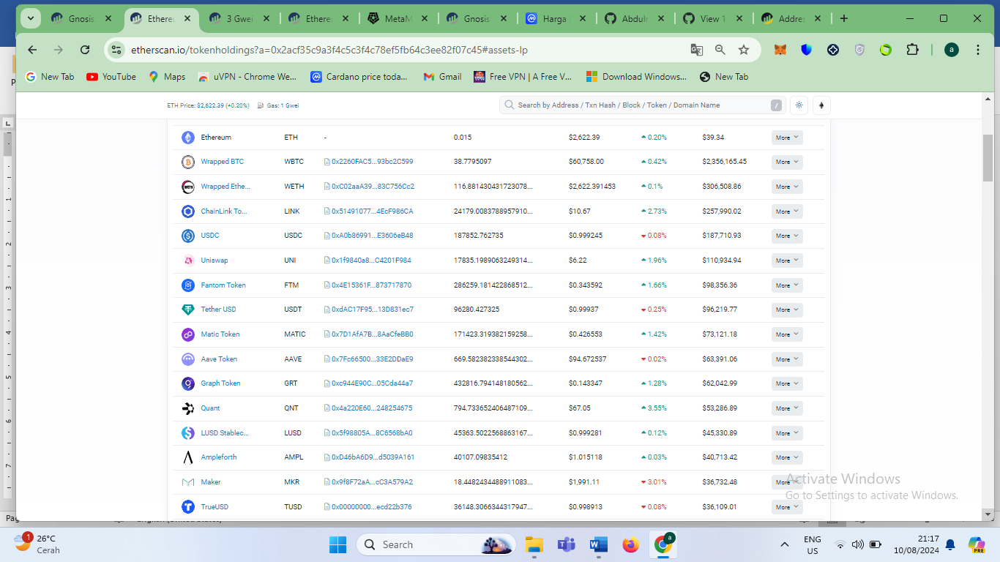 Gnosis
Ethere
3 Gwei
Ethere
MetaM
Gnosis
Harga
Abdulr
View 1
Addres
etherscan.io/tokenholdings?a=0x2acf35c9a3f4c5c3f4c78ef5fb64c3ee82f07c45#assets-lp
a
New Tab
YouTube
Maps
uVPN - Chrome We...
Cardano price toda...
Gmail
Free VPN | A Free V...
Download Windows...
New Tab
ETH Price: $2,622.39 (+0.20%) Gas: 1 Gwei
Search by Address / Txn Hash / Block / Token / Domain Name /
Ethereum ETH - 0.015 $2,622.39 0.20% $39.34 More
Wrapped BTC WBTC 0x2260FAC5...93bc2C599 38.7795097 $60,758.00 0.42% $2,356,165.45 More
Wrapped Ethe... WETH 0xC02aaA39...83C756Cc2 116.881430431723078... $2,622.391453 0.1% $306,508.86 More
ChainLink To... LINK 0x51491077...4EcF986CA 24179.0083788957910... $10.67 2.73% $257,990.02 More
USDC USDC 0xA0b86991...E3606eB48 187852.762735 $0.999245 0.08% $187,710.93 More
Uniswap UNI 0x1f9840a8...C4201F984 17835.1989063249314... $6.22 1.96% $110,934.94 More
Fantom Token FTM 0x4E15361F...873717870 286259.181422868512... $0.343592 1.66% $98,356.36 More
Tether USD USDT 0xdAC17F95...13D831ec7 96280.427325 $0.99937 0.25% $96,219.77 More
Matic Token MATIC 0x7D1AfA7B...8AaCfeBB0 171423.319382159258... $0.426553 1.42% $73,121.18 More
Aave Token AAVE 0x7Fc66500...33E2DDaE9 669.582382338544302... $94.672537 0.02% $63,391.06 More
Graph Token GRT 0xc944E90C...05Cda44a7 432816.794148180562... $0.143347 1.28% $62,042.99 More
Quant QNT 0x4a220E60...248254675 794.733652406487109... $67.05 3.55% $53,286.89 More
LUSD Stablec... LUSD 0x5f98805A...8C6568bA0 45363.5022568863167... $0.999281 0.12% $45,330.89 More
Ampleforth AMPL 0xD46bA6D9...d5039A161 40107.09835412 $1.015118 0.03% $40,713.42 More
Maker MKR 0x9f8F72aA...cC3A579A2 18.4482434488911083... $1,991.11 3.01% $36,732.48 More
TrueUSD TUSD 0x00000000...ecd22b376 36148.3066344317947... $0.998913 0.08% $36,109.01 More
Activate Windows
Go to Settings to activate Windows.
1
26°C
Cerah
Search
a
ENG
US
21:17
10/08/2024
PRE